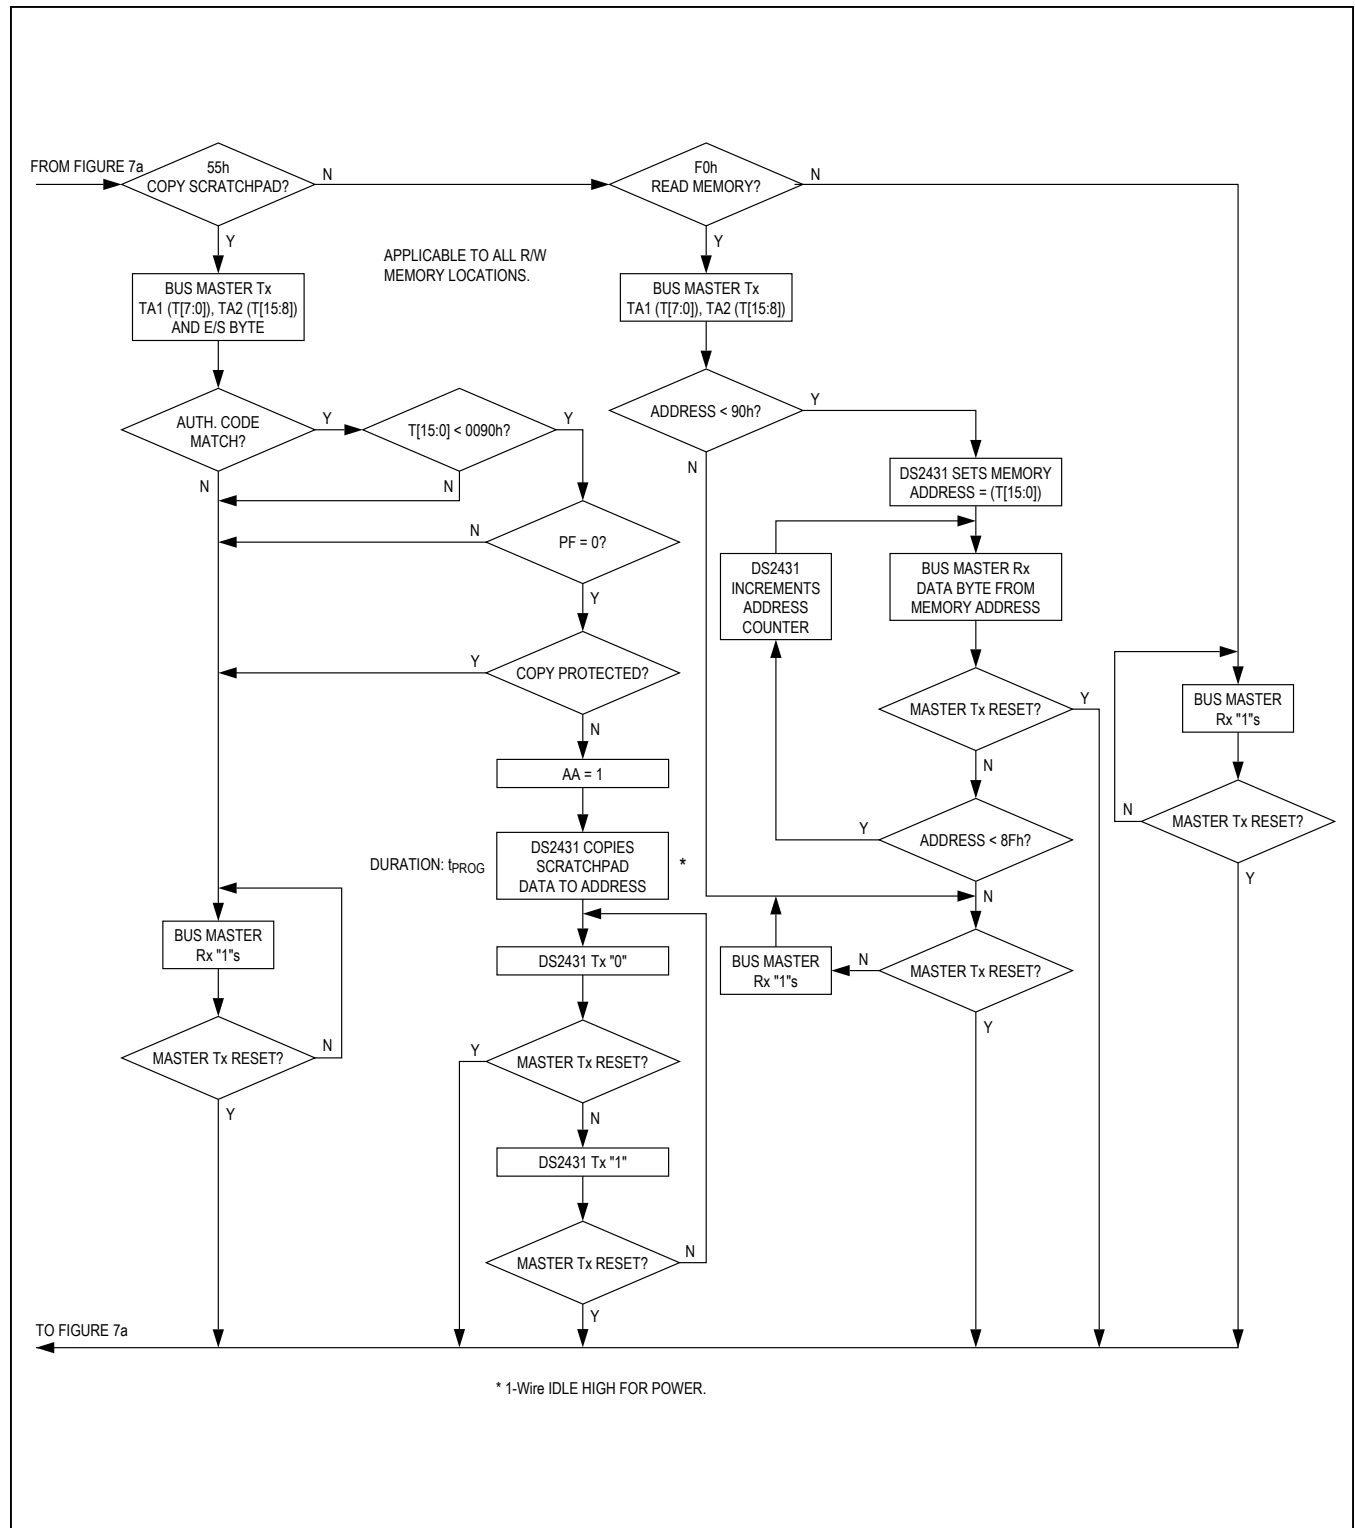 FROM FIGURE 7a
55h
COPY SCRATCHPAD?
N
Y
F0h
READ MEMORY?
N
Y
APPLICABLE TO ALL R/W
MEMORY LOCATIONS.
BUS MASTER Tx
TA1 (T[7:0]), TA2 (T[15:8])
AND E/S BYTE
AUTH. CODE
MATCH?
Y
N
T[15:0] < 0090h?
Y
N
PF = 0?
N
Y
COPY PROTECTED?
Y
N
AA = 1
DURATION: tPROG
DS2431 COPIES
SCRATCHPAD
DATA TO ADDRESS
*
DS2431 Tx "0"
MASTER Tx RESET?
Y
N
DS2431 Tx "1"
MASTER Tx RESET?
N
Y
BUS MASTER
Rx "1"s
MASTER Tx RESET?
N
Y
BUS MASTER Tx
TA1 (T[7:0]), TA2 (T[15:8])
ADDRESS < 90h?
Y
N
DS2431 SETS MEMORY
ADDRESS = (T[15:0])
DS2431
INCREMENTS
ADDRESS
COUNTER
BUS MASTER Rx
DATA BYTE FROM
MEMORY ADDRESS
MASTER Tx RESET?
Y
N
ADDRESS < 8Fh?
Y
N
BUS MASTER
Rx "1"s
N
MASTER Tx RESET?
Y
BUS MASTER
Rx "1"s
N
MASTER Tx RESET?
Y
TO FIGURE 7a
* 1-Wire IDLE HIGH FOR POWER.